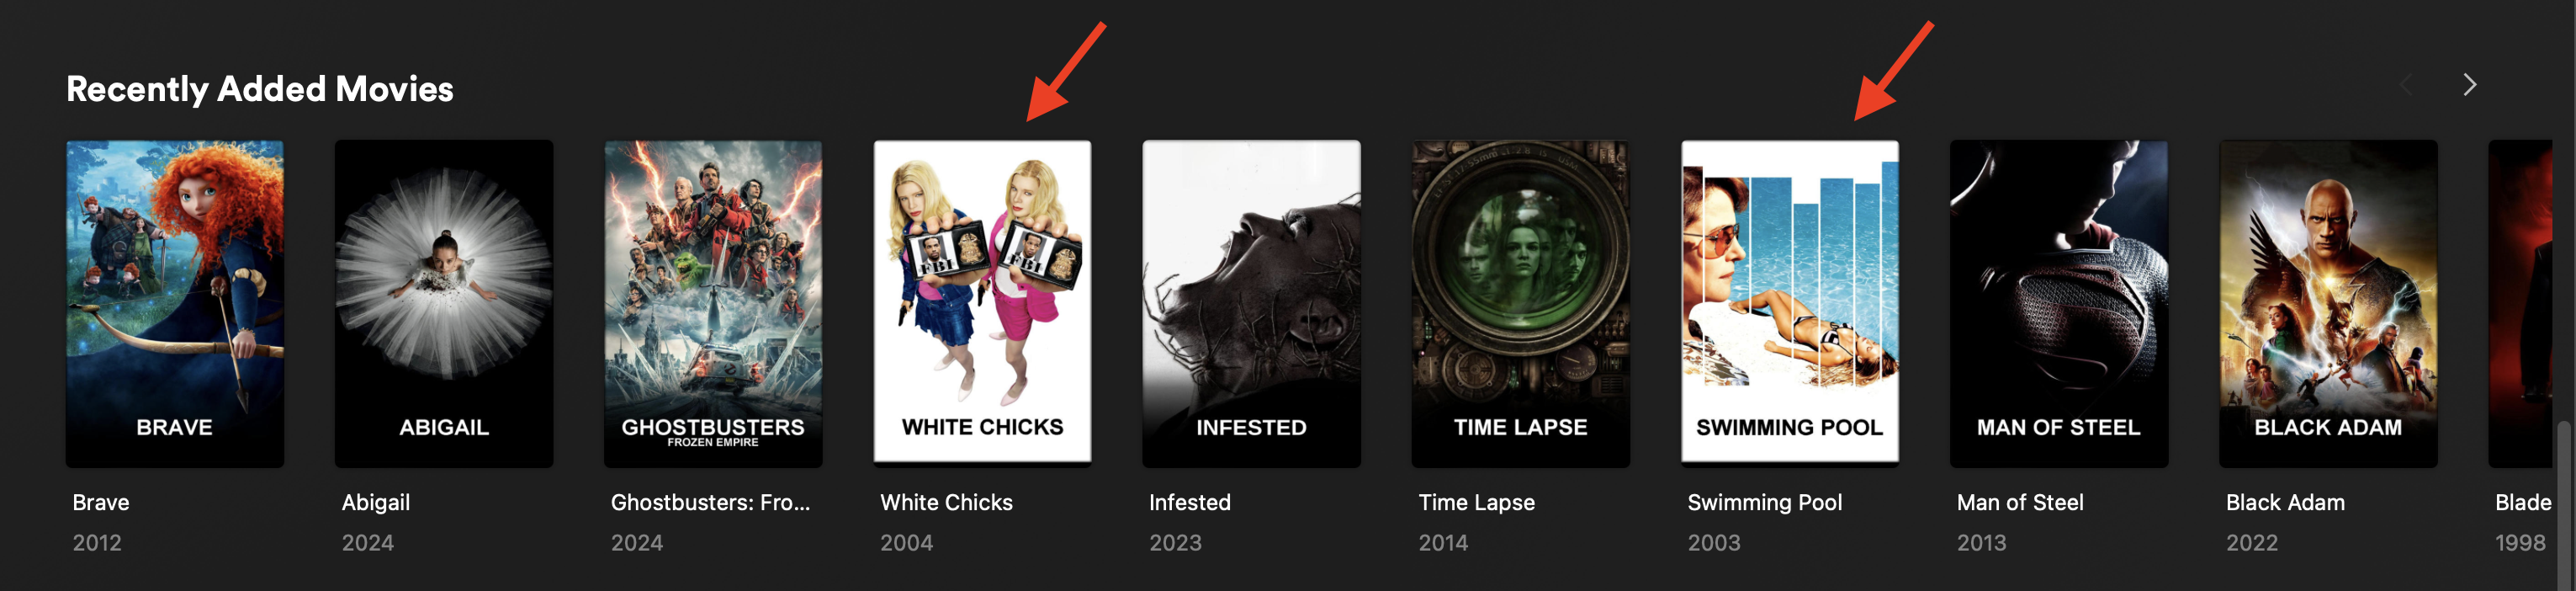 Recently Added Movies
BRAVE
ABIGAIL
GHOSTBUSTERS
FROZEN EMPIRE
FBI
FBI
WHITE CHICKS
INFESTED
TIME LAPSE
SWIMMING POOL
MAN OF STEEL
BLACK ADAM
Brave
Abigail
Ghostbusters: Fro...
White Chicks
Infested
Time Lapse
Swimming Pool
Man of Steel
Black Adam
Blade
2012
2024
2024
2004
2023
2014
2003
2013
2022
1998